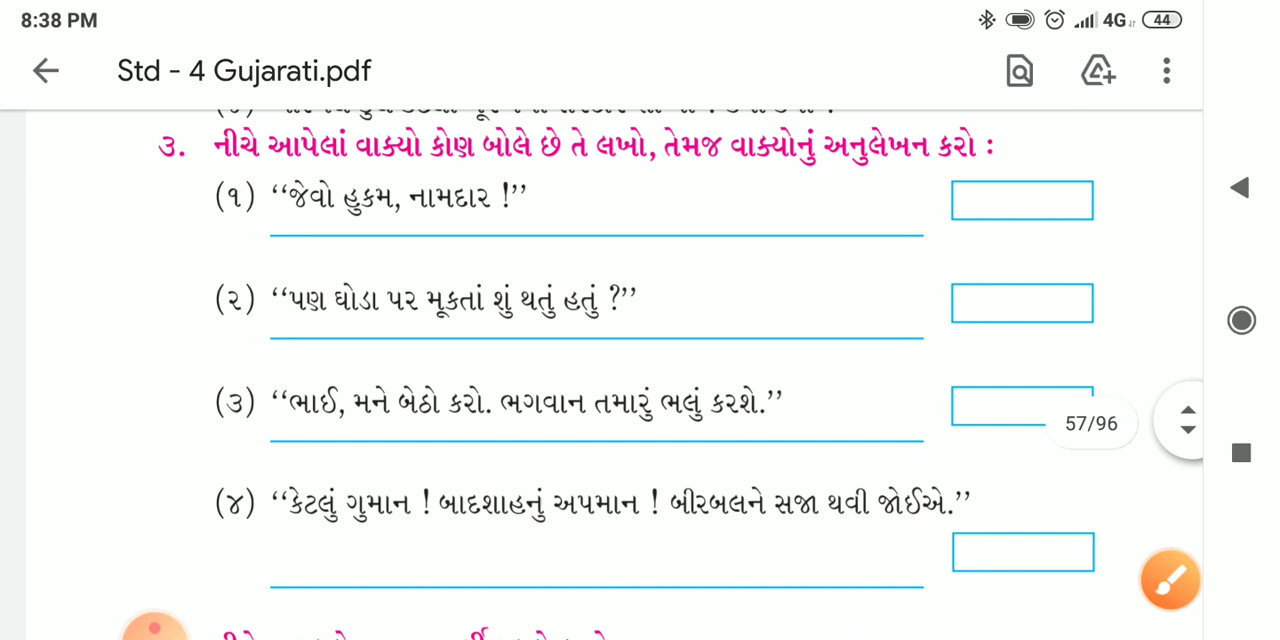 8:38 PM
4G 44
Std - 4 Gujarati.pdf
૩. નીચે આપેલાં વાક્યો કોણ બોલે છે તે લખો, તેમજ વાક્યોનું અનુલેખન કરો :
(૧) ‘‘જેવો હુકમ, નામદાર !’’
(૨) ‘‘પણ ઘોડા પર મૂકતાં શું થતું હતું ?’’
(૩) ‘‘ભાઈ, મને બેઠો કરો. ભગવાન તમારું ભલું કરશે.’’
57/96
(૪) ‘‘કેટલું ગુમાન ! બાદશાહનું અપમાન ! બીરબલને સજા થવી જોઈએ.’’